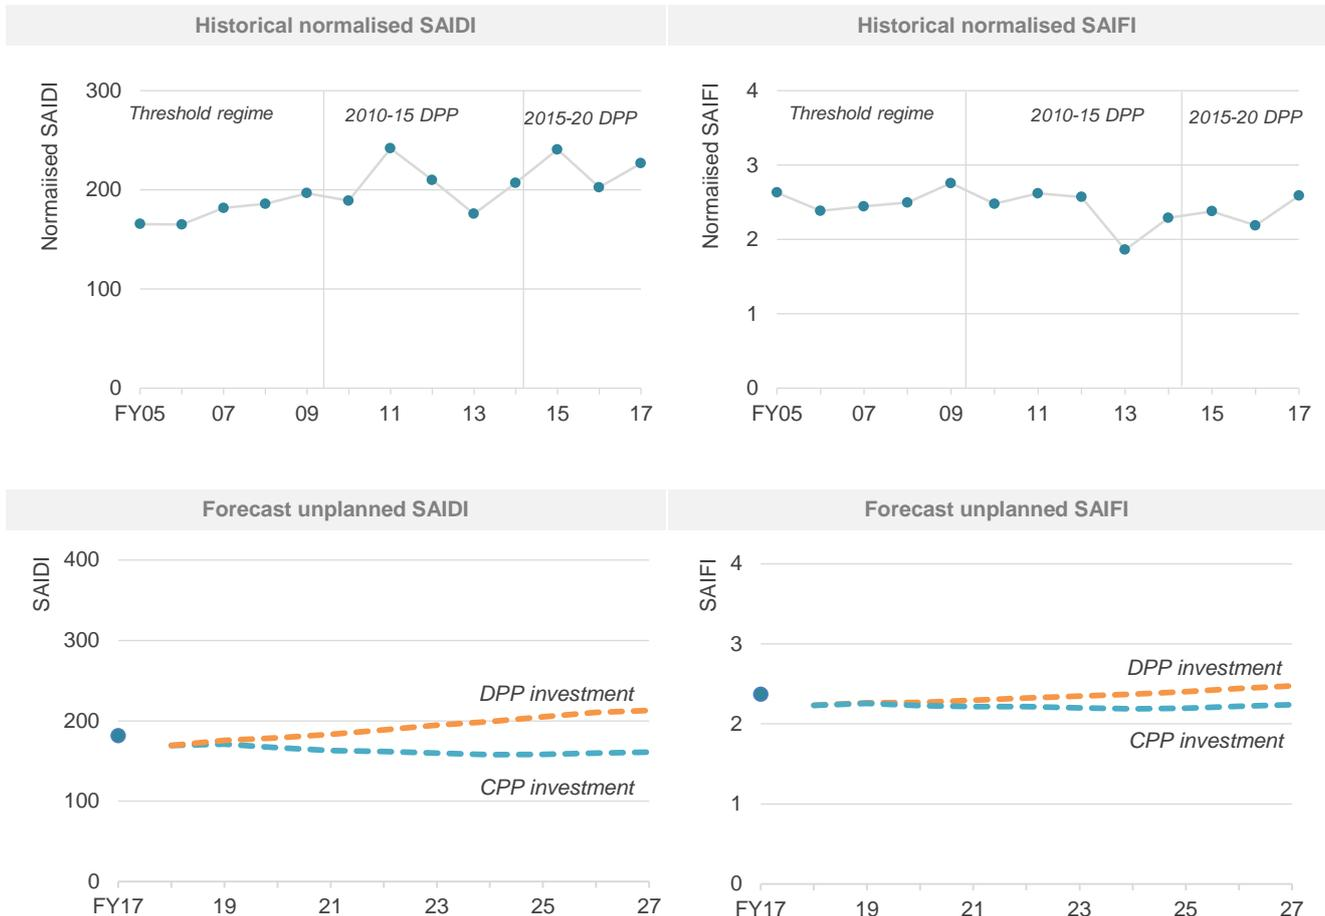 Historical normalised SAIDI
Historical normalised SAIFI
Normaiised SAIDI
300
200
100
0
Threshold regime
2010-15 DPP
2015-20 DPP
FY05 07 09 11 13 15 17
Normaiised SAIFI
4
3
2
1
0
Threshold regime
2010-15 DPP
2015-20 DPP
FY05 07 09 11 13 15 17
Forecast unplanned SAIDI
Forecast unplanned SAIFI
SAIDI
400
300
200
100
0
DPP investment
CPP investment
FY17 19 21 23 25 27
SAIFI
4
3
2
1
0
DPP investment
CPP investment
FY17 19 21 23 25 27